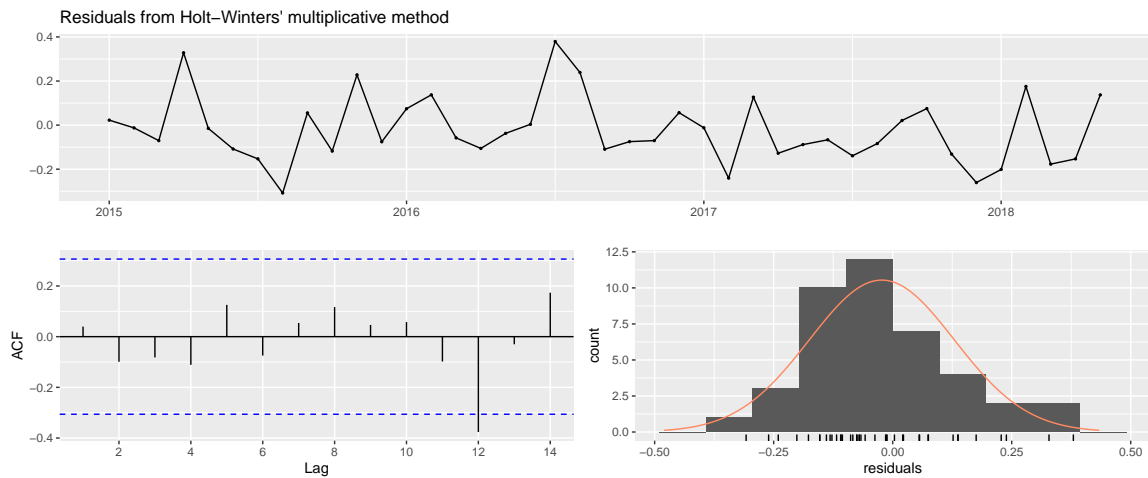 Residuals from Holt−Winters' multiplicative method
0.4
0.2
0.0
−0.2
2015 2016 2017 2018
ACF
0.2
0.0
−0.2
−0.4
2 4 6 8 10 12 14
Lag
count
12.5
10.0
7.5
5.0
2.5
0.0
−0.50 −0.25 0.00 0.25 0.50
residuals